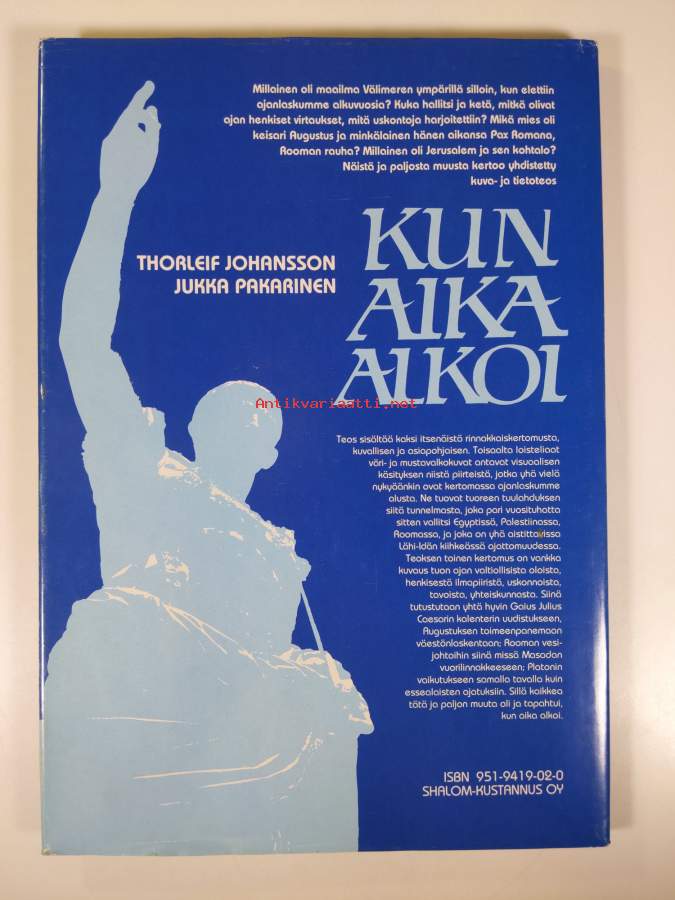 Millainen oli maailma Välimeren ympärillä silloin, kun elettiin
ajanlaskumme alkuvuosia? Kuka hallitsi ja ketä, mitkä olivat
ajan henkiset virtaukset, mitä uskontoja harjoitettiin? Mikä mies oli
keisari Augustus ja minkälainen hänen aikansa Pax Romana,
Rooman rauha? Millainen oli Jerusalem ja sen kohtalo?
Näistä ja paljosta muusta kertoo yhdistetty
kuva- ja tietoteos
THORLEIF JOHANSSON
JUKKA PAKARINEN
KUN
AIKA
ALKOI
Antikvariaatti.net
Teos sisältää kaksi itsenäistä rinnakkaiskertomusta,
kuvallisen ja asiapohjaisen. Toisaalta loisteliaat
väri- ja mustavalkokuvat antavat visuaalisen
käsityksen niistä piirteistä, jotka yhä vielä
nykyäänkin ovat kertomassa ajanlaskumme
alusta. Ne tuovat tuoreen tuulahduksen
siitä tunnelmasta, joka pari vuosituhatta
sitten vallitsi Egyptissä, Palestiinassa,
Roomassa, ja joka on yhä aistittavissa
Lähi-Idän kiihkeässä ajattomuudessa.
Teoksen toinen kertomus on vankka
kuvaus tuon ajan valtiollisista oloista,
henkisestä ilmapiiristä, uskonnoista,
tavoista, yhteiskunnasta. Siinä
tutustutaan yhtä hyvin Gaius Julius
Caesarin kalenterin uudistukseen,
Augustuksen toimeenpanemaan
väestönlaskentaan; Rooman vesi-
johtoihin siinä missä Masadan
vuorilinnakkeeseen; Platonin
vaikutukseen samalla tavalla kuin
essealaisten ajatuksiin. Sillä kaikkea
tätä ja paljon muuta oli ja tapahtui,
kun aika alkoi.
ISBN 951-9419-02-0
SHALOM-KUSTANNUS OY